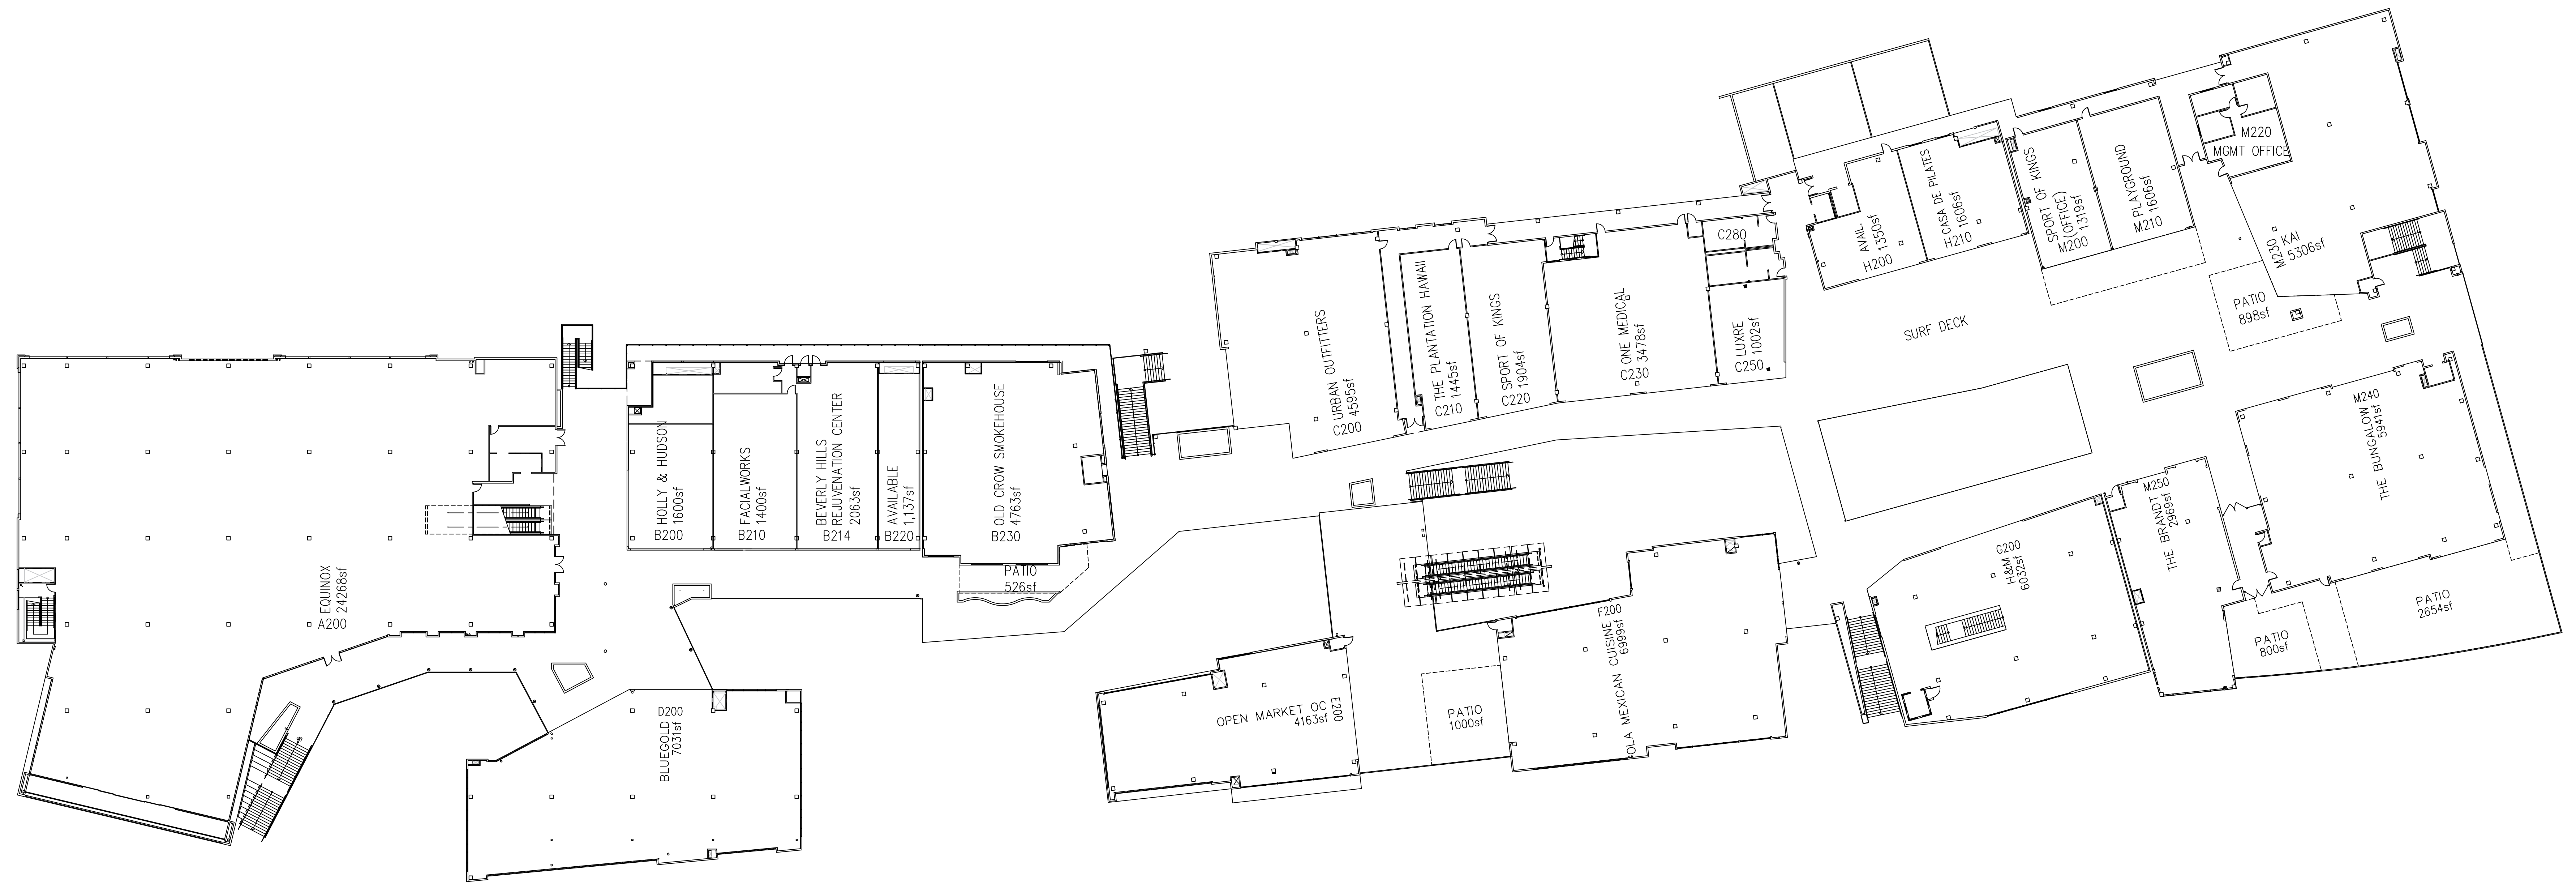 EQUINOX
24268sf
A200
B200
HOLLY & HUDSON
1600sf
B210
FACIALWORKS
1400sf
BEVERLY HILLS
REJUVENATION CENTER
2063sf
B214
B220
AVAILABLE
1,137sf
B230
OLD CROW SMOKEHOUSE
4763sf
PATIO
526sf
D200
BLUEGOLD
7031sf
URBAN OUTFITTERS
4595sf
C200
THE PLANTATION HAWAII
1445sf
C210
SPORT OF KINGS
1904sf
C220
ONE MEDICAL
3478sf
C230
C280
LUXRE
1002sf
C250
OPEN MARKET OC
4163sf
E200
PATIO
1000sf
F200
OLA MEXICAN CUISINE
6999sf
AVAIL.
1350sf
H200
CASA DE PILATES
1606sf
H210
SPORT OF KINGS
(OFFICE)
1319sf
M200
PLAYGROUND
1606sf
M210
M220
MGMT OFFICE
M230
KAI
5306sf
PATIO
898sf
SURF DECK
M240
THE BUNGALOW
5941sf
M250
THE BRANDT
2969sf
G200
H&M
6032sf
PATIO
800sf
PATIO
2654sf